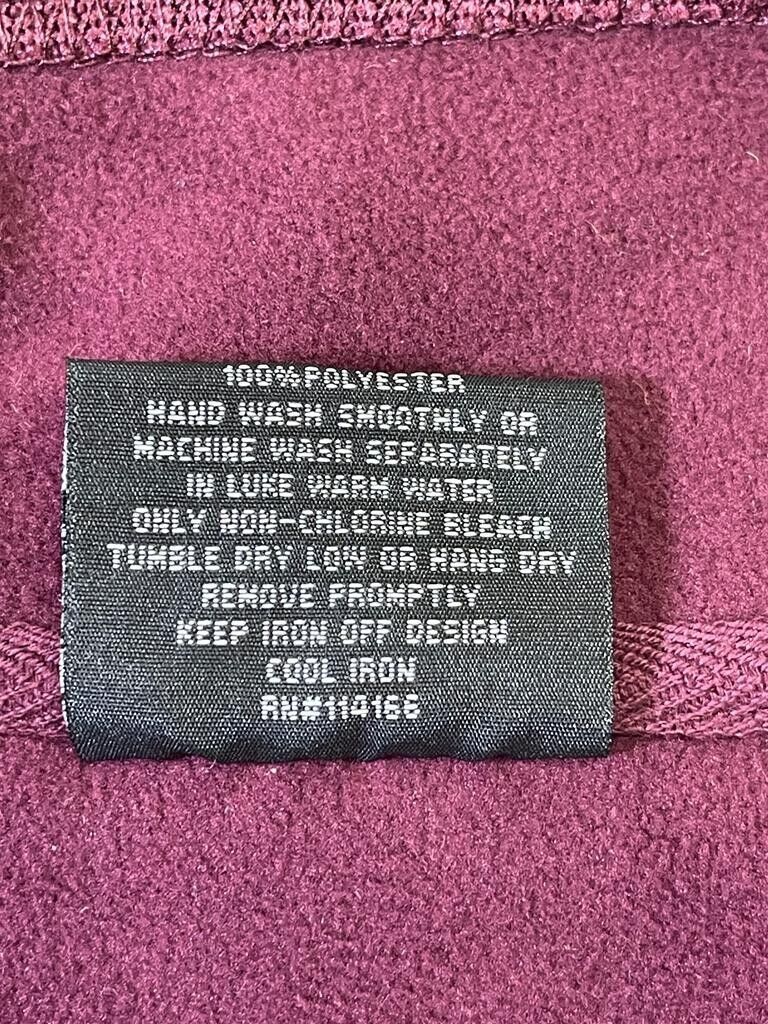 100%POLYESTER
HAND WASH SMOOTHLY OR
MACHINE WASH SEPARATELY
IN LUKE WARM WATER
ONLY NON-CHLORINE BLEACH
TUMBLE DRY LOW OR HANG DRY
REMOVE PROMPTLY
KEEP IRON OFF DESIGN
COOL IRON
RN#114166